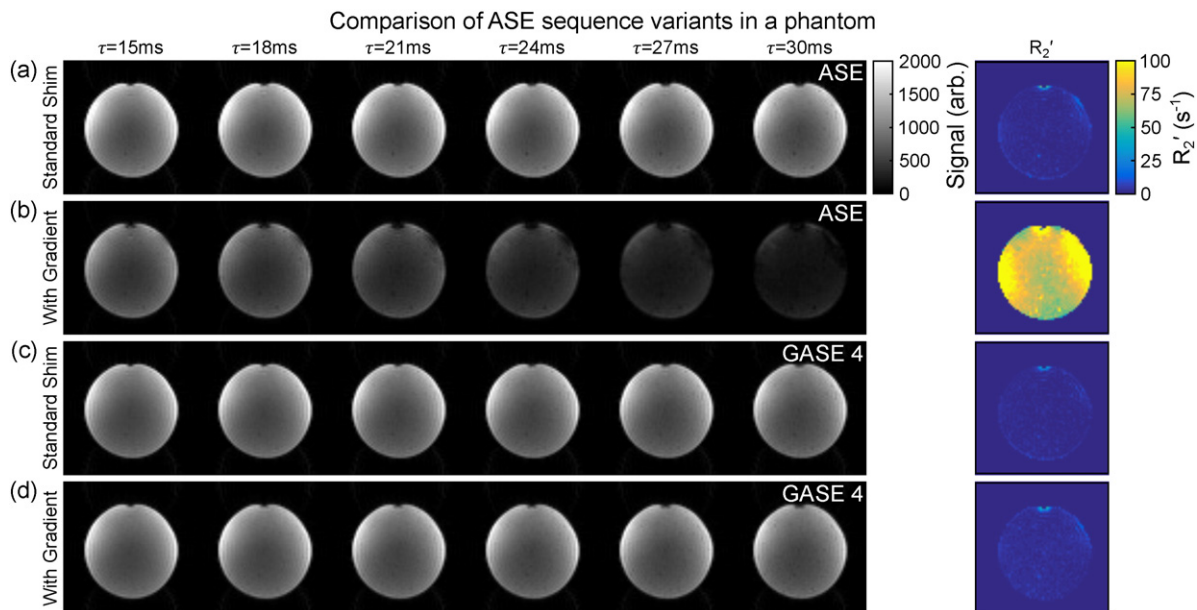 Comparison of ASE sequence variants in a phantom
τ=15ms τ=18ms τ=21ms τ=24ms τ=27ms τ=30ms R₂′
(a) Standard Shim ASE
2000
1500
1000
500
0
Signal (arb.)
100
75
50
25
0
R₂′ (s⁻¹)
(b) With Gradient ASE
(c) Standard Shim GASE 4
(d) With Gradient GASE 4